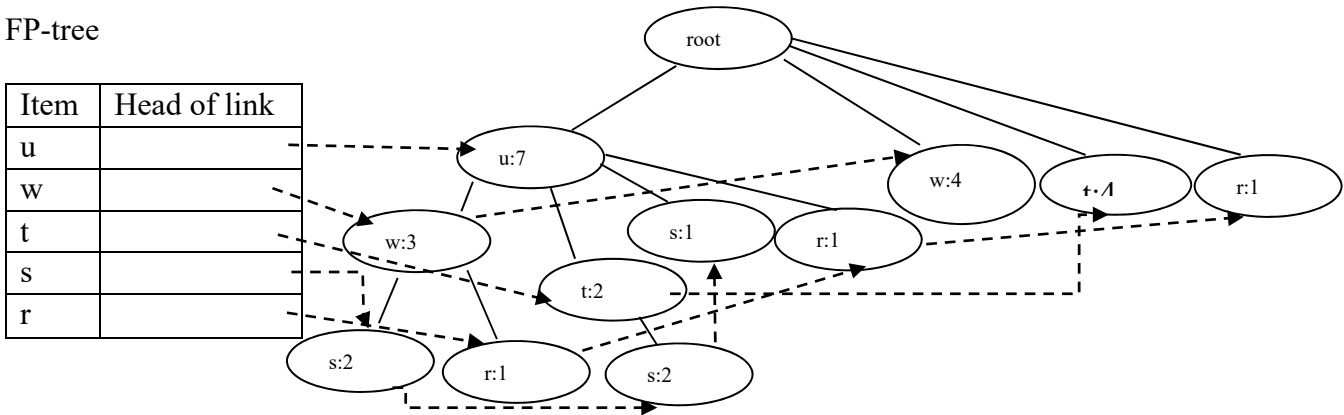 FP-tree
root
Item Head of link
u
w
t
s
r
u:7
w:4
r:1
w:3
s:1
r:1
t:2
s:2
r:1
s:2